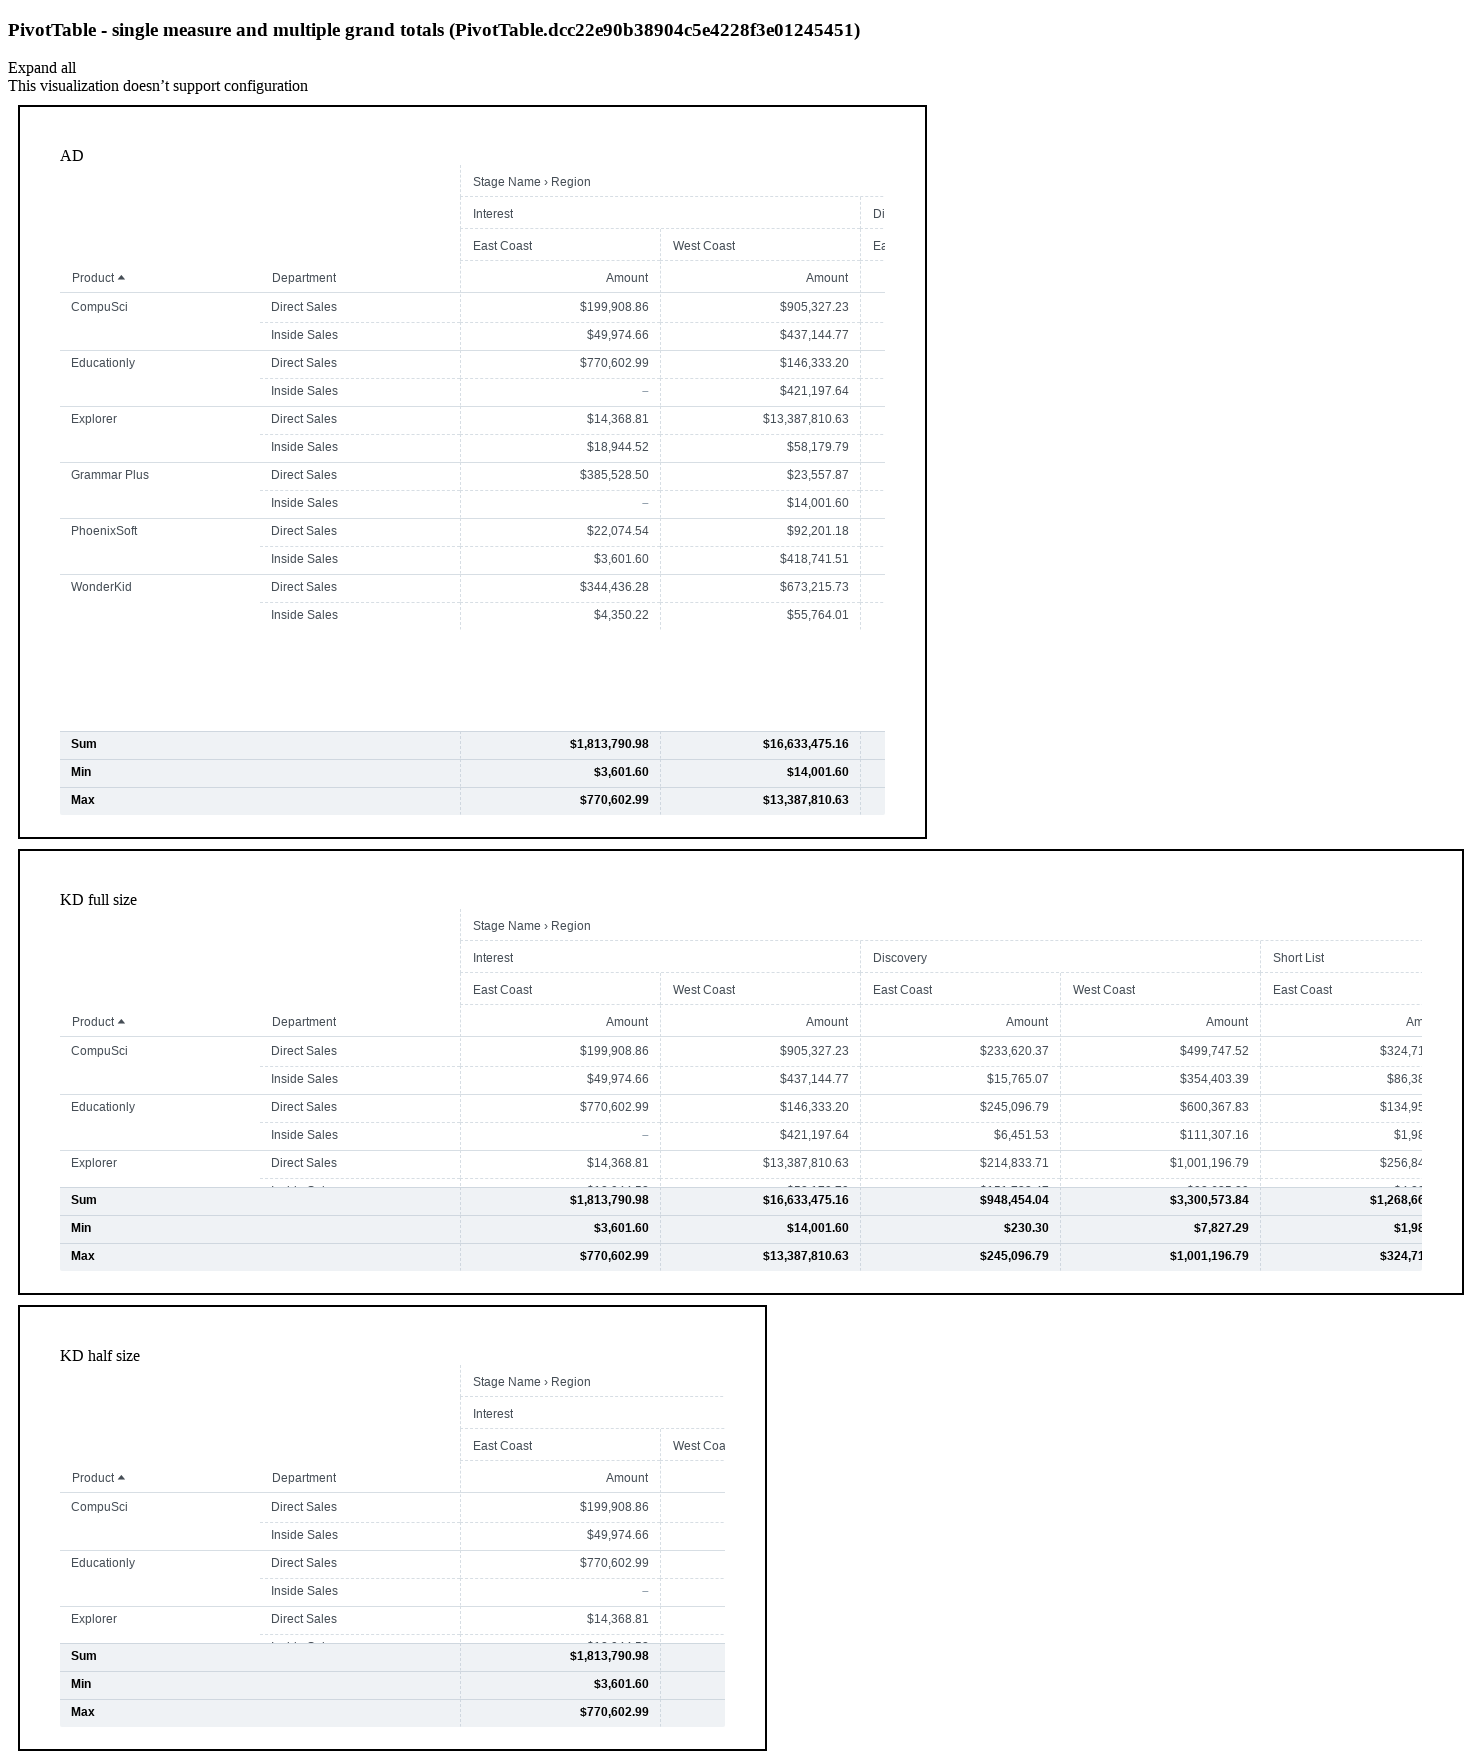 PivotTable - single measure and multiple grand totals (PivotTable.dcc22e90b38904c5e4228f3e01245451)
Expand all
This visualization doesn’t support configuration
AD
Stage Name › Region
Interest Di
East Coast West Coast Ea
Product Department Amount Amount
CompuSci Direct Sales $199,908.86 $905,327.23
Inside Sales $49,974.66 $437,144.77
Educationly Direct Sales $770,602.99 $146,333.20
Inside Sales – $421,197.64
Explorer Direct Sales $14,368.81 $13,387,810.63
Inside Sales $18,944.52 $58,179.79
Grammar Plus Direct Sales $385,528.50 $23,557.87
Inside Sales – $14,001.60
PhoenixSoft Direct Sales $22,074.54 $92,201.18
Inside Sales $3,601.60 $418,741.51
WonderKid Direct Sales $344,436.28 $673,215.73
Inside Sales $4,350.22 $55,764.01
Sum $1,813,790.98 $16,633,475.16
Min $3,601.60 $14,001.60
Max $770,602.99 $13,387,810.63
KD full size
Stage Name › Region
Interest Discovery Short List
East Coast West Coast East Coast West Coast East Coast
Product Department Amount Amount Amount Amount Am
CompuSci Direct Sales $199,908.86 $905,327.23 $233,620.37 $499,747.52 $324,71
Inside Sales $49,974.66 $437,144.77 $15,765.07 $354,403.39 $86,38
Educationly Direct Sales $770,602.99 $146,333.20 $245,096.79 $600,367.83 $134,95
Inside Sales – $421,197.64 $6,451.53 $111,307.16 $1,98
Explorer Direct Sales $14,368.81 $13,387,810.63 $214,833.71 $1,001,196.79 $256,84
Sum $1,813,790.98 $16,633,475.16 $948,454.04 $3,300,573.84 $1,268,66
Min $3,601.60 $14,001.60 $230.30 $7,827.29 $1,98
Max $770,602.99 $13,387,810.63 $245,096.79 $1,001,196.79 $324,71
KD half size
Stage Name › Region
Interest
East Coast West Coa
Product Department Amount
CompuSci Direct Sales $199,908.86
Inside Sales $49,974.66
Educationly Direct Sales $770,602.99
Inside Sales –
Explorer Direct Sales $14,368.81
Sum $1,813,790.98
Min $3,601.60
Max $770,602.99